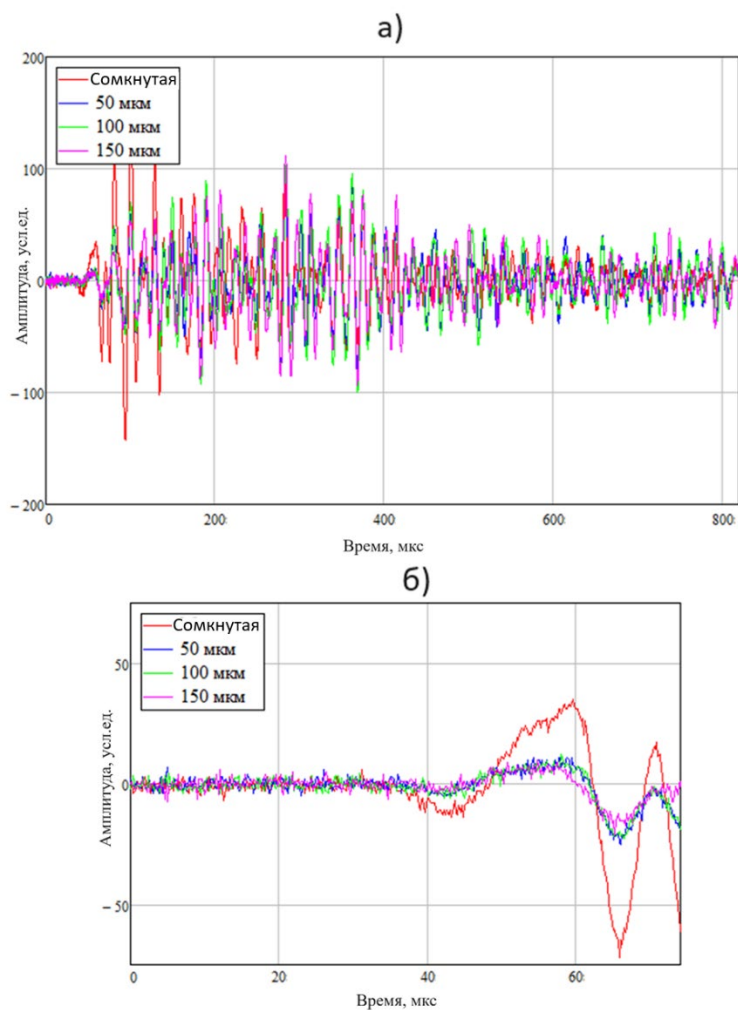 а)
200
Сомкнутая
50 мкм
100 мкм
150 мкм
100
0
– 100
– 200
Амплитуда, усл.ед.
0
200
400
600
800
Время, мкс
б)
Сомкнутая
50 мкм
100 мкм
150 мкм
50
0
– 50
Амплитуда, усл.ед.
0
20
40
60
Время, мкс